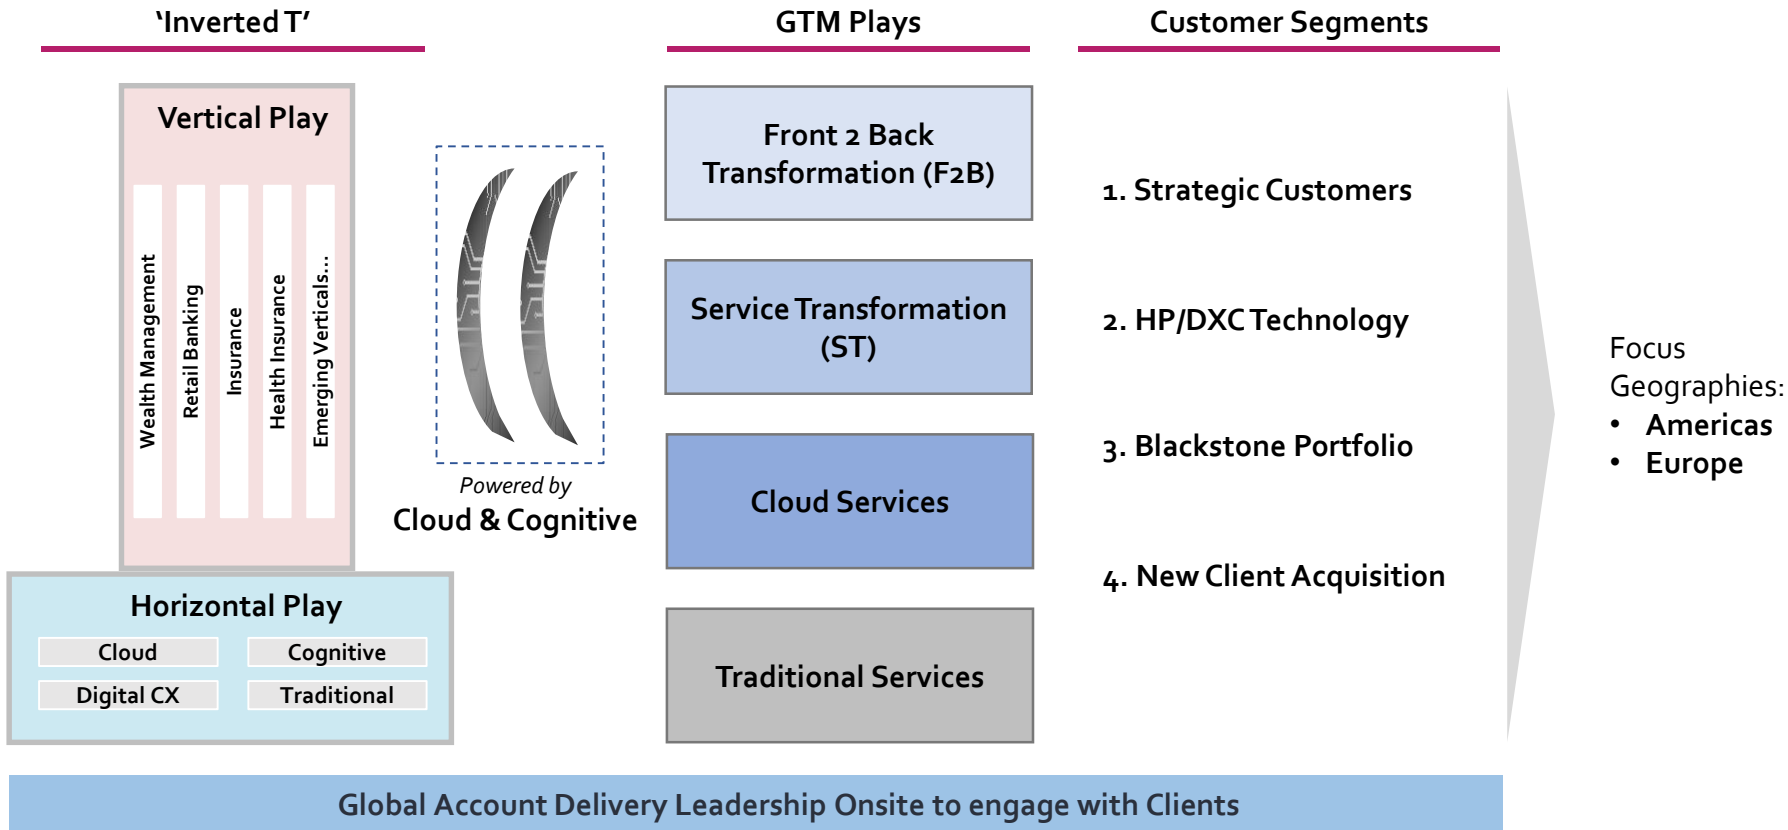 ‘Inverted T’
Vertical Play
Wealth Management
Retail Banking
Insurance
Health Insurance
Emerging Verticals...
Horizontal Play
Cloud
Cognitive
Digital CX
Traditional
Powered by
Cloud & Cognitive
GTM Plays
Front 2 Back
Transformation (F2B)
Service Transformation
(ST)
Cloud Services
Traditional Services
Customer Segments
1. Strategic Customers
2. HP/DXC Technology
3. Blackstone Portfolio
4. New Client Acquisition
Focus
Geographies:
• Americas
• Europe
Global Account Delivery Leadership Onsite to engage with Clients